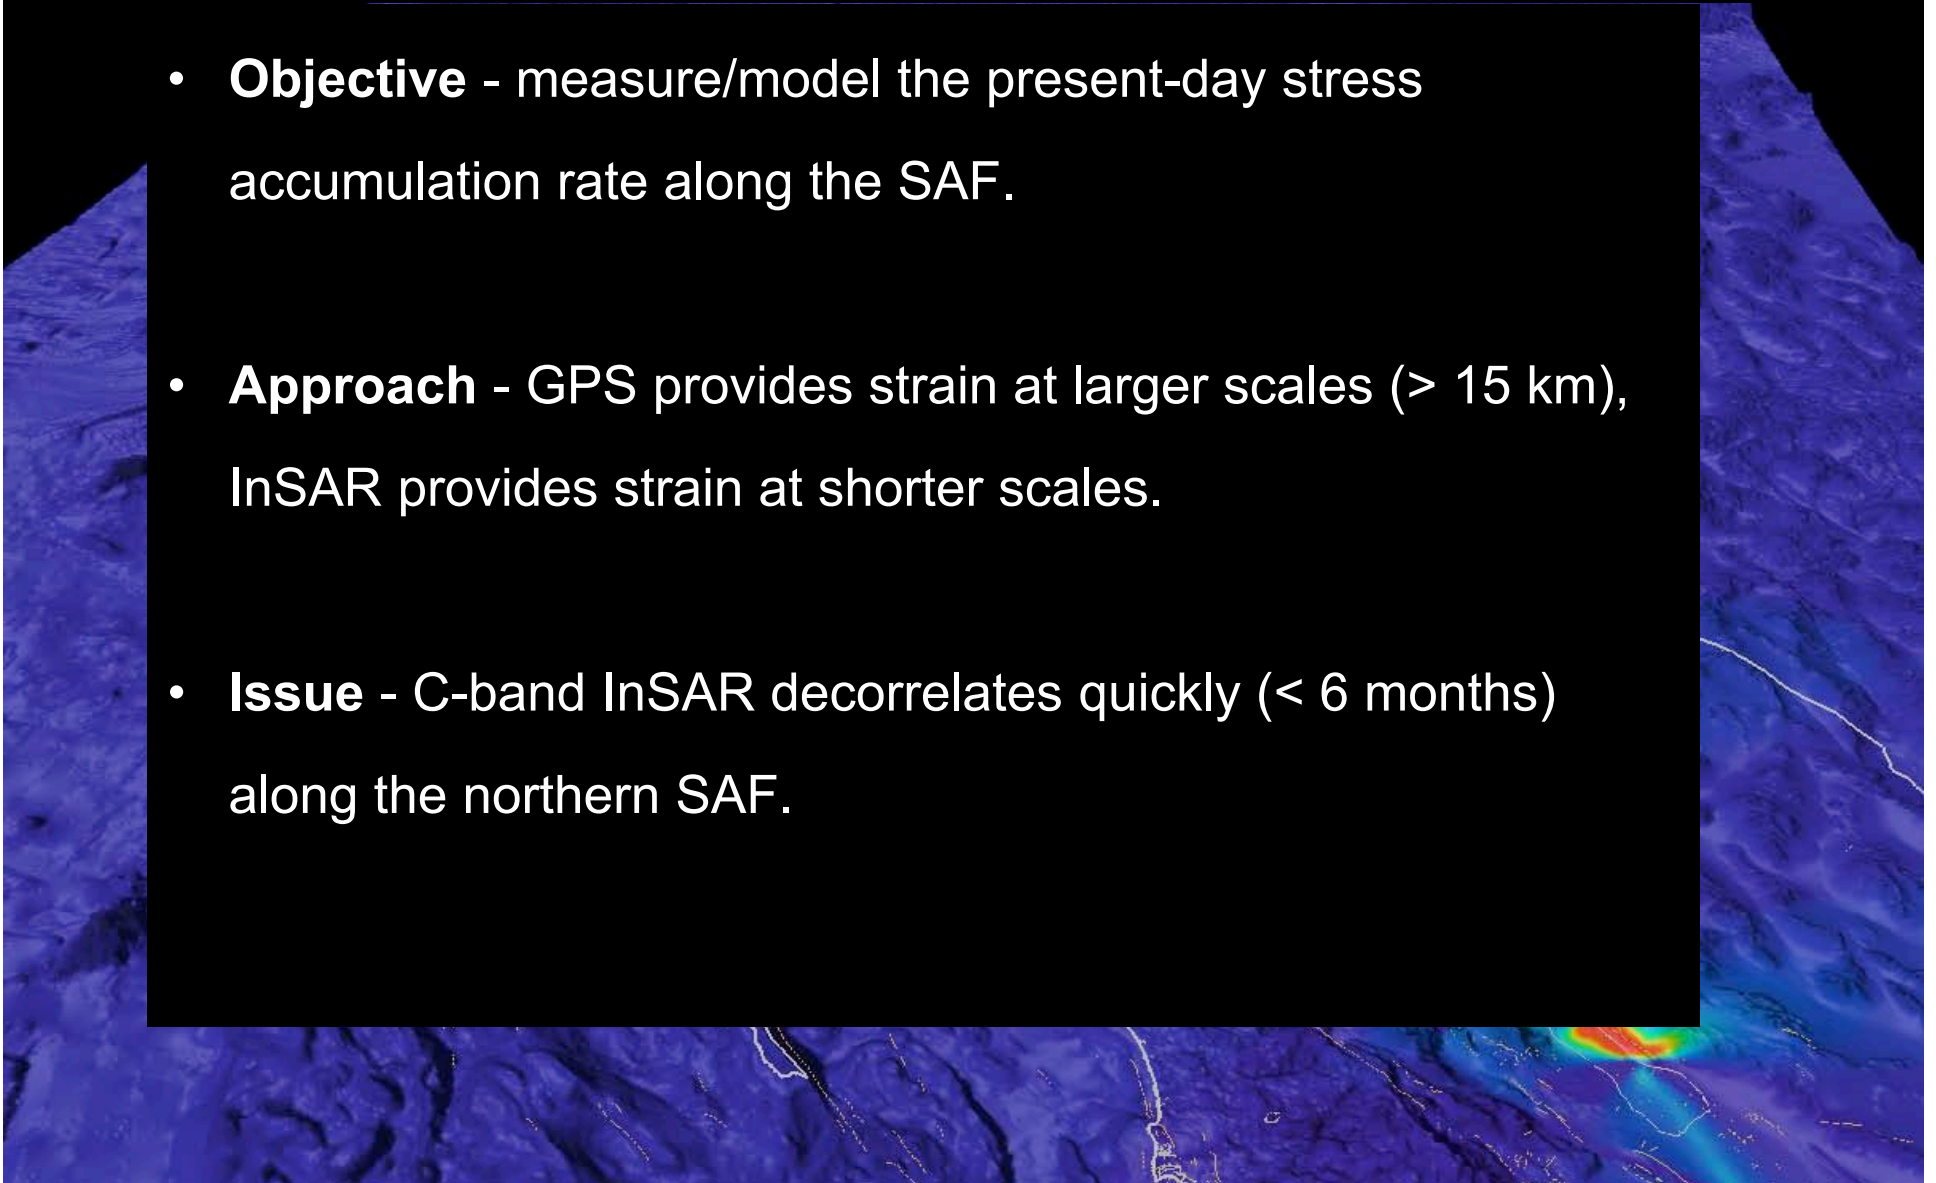 • Objective - measure/model the present-day stress
accumulation rate along the SAF.
• Approach - GPS provides strain at larger scales (> 15 km),
InSAR provides strain at shorter scales.
• Issue - C-band InSAR decorrelates quickly (< 6 months)
along the northern SAF.